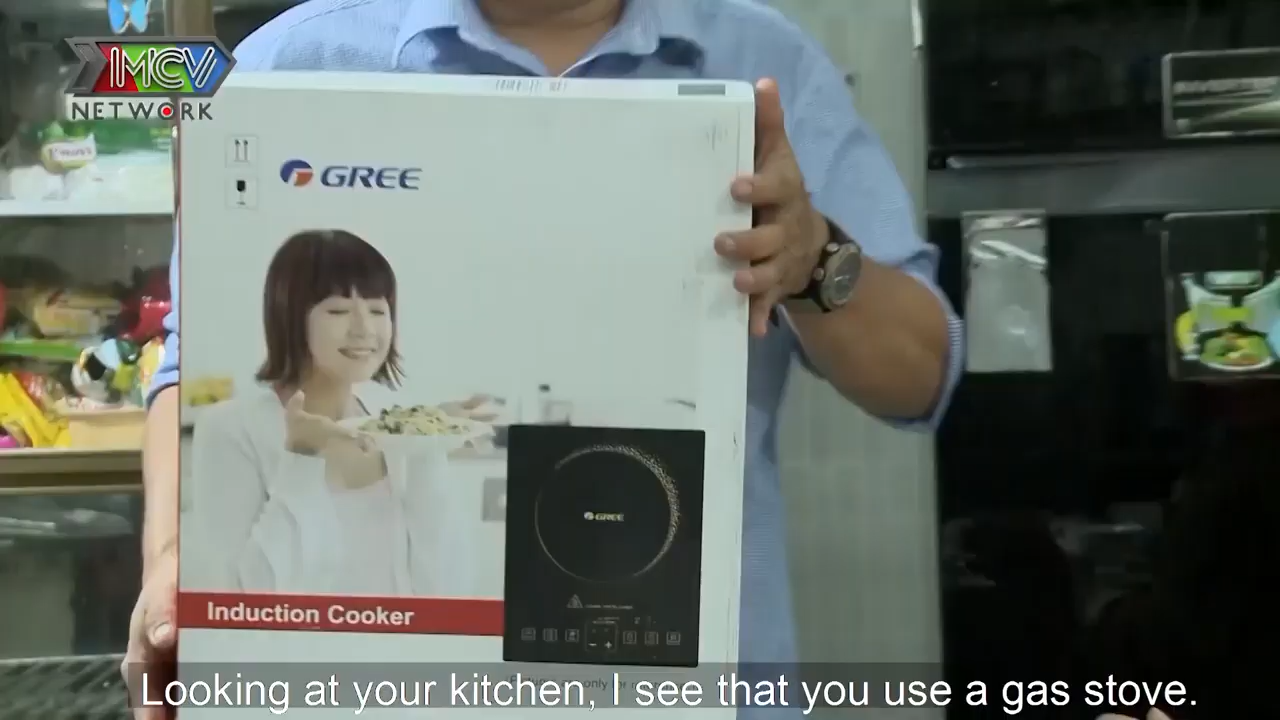 MCV
NETWORK
GREE
GREE
Induction Cooker
Looking at your kitchen, I see that you use a gas stove.